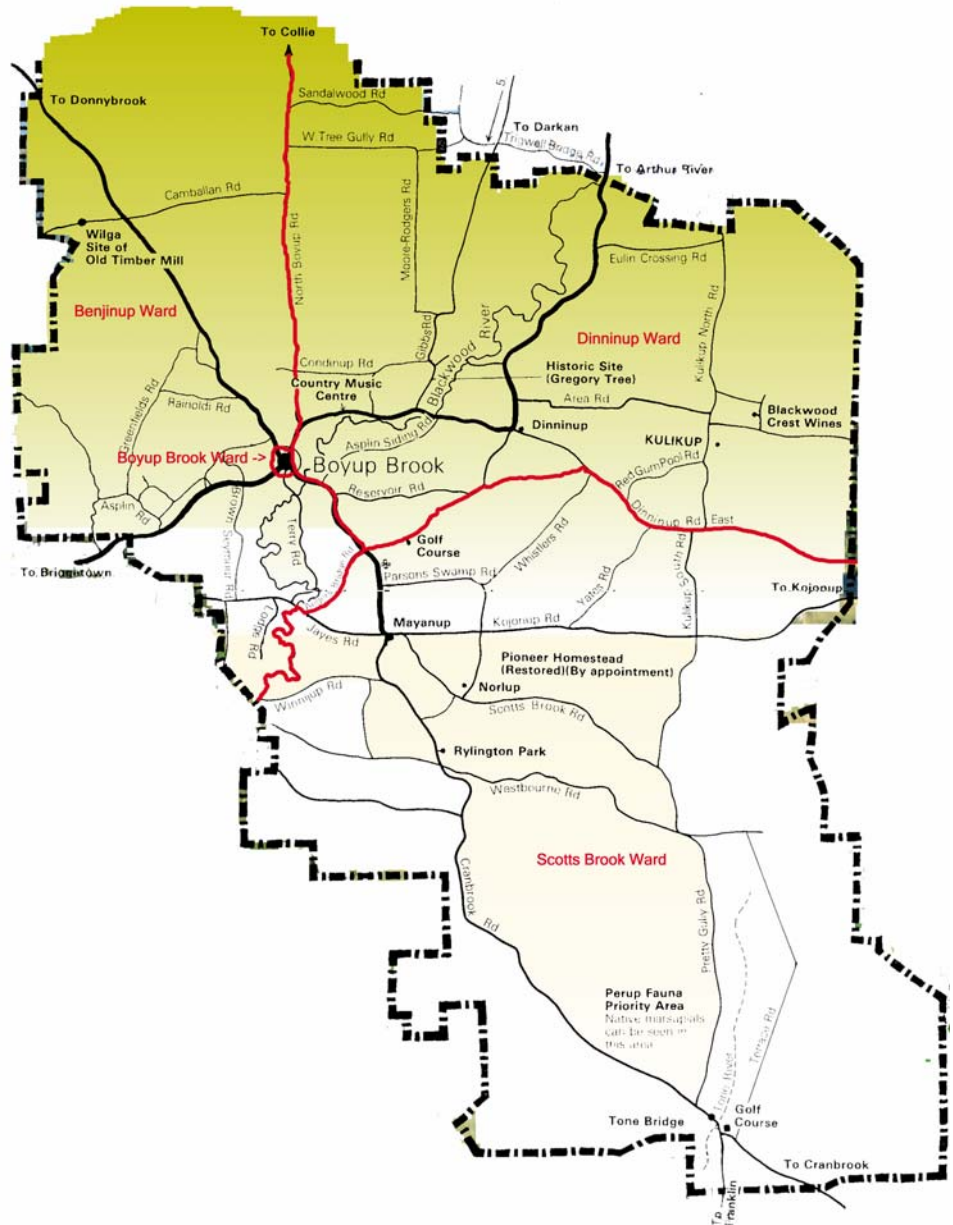 To Collie
To Donnybrook
Sandalwood Rd
To Darkan
W.Tree Gully Rd
Trigwell Bridge Rd
To Arthur River
Camballan Rd
Wilga
Site of
Old Timber Mill
North Boyup Rd
Moore-Rodgers Rd
Eulin Crossing Rd
Benjinup Ward
Dinninup Ward
Kulikup North Rd
Gibbs Rd
Blackwood River
Condinup Rd
Country Music
Centre
Historic Site
(Gregory Tree)
Greenfields Rd
Rainoldi Rd
Area Rd
Blackwood
Crest Wines
Asplin Siding Rd
Dinninup
KULIKUP
Boyup Brook Ward ->
Boyup Brook
Red Gum Pool Rd
Reservoir Rd
Asplin
Rd
Dinninup Rd East
Terry Rd
Golf
Course
Whistlers Rd
To Bridgetown
Parsons Swamp Rd
Yates Rd
Kulikup South Rd
To Kojonup
Lodge Rd
Jayes Rd
Mayanup
Kojonup Rd
Pioneer Homestead
(Restored)(By appointment)
Norlup
Winnijup Rd
Scotts Brook Rd
Rylington Park
Westbourne Rd
Scotts Brook Ward
Cranbrook
Rd
Pretty Gully Rd
Perup Fauna
Priority Area
Native marsupials
can be seen in
this area
Tone River
Terrace Rd
Tone Bridge
Golf
Course
To Cranbrook
To